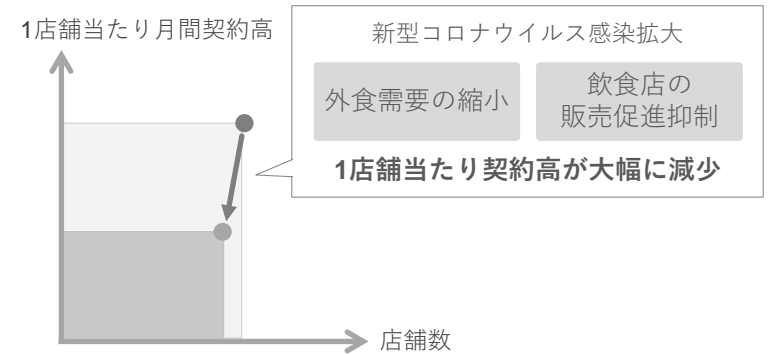 1店舗当たり月間契約高
新型コロナウイルス感染拡大
外食需要の縮小
飲食店の
販売促進抑制
1店舗当たり契約高が大幅に減少
店舗数